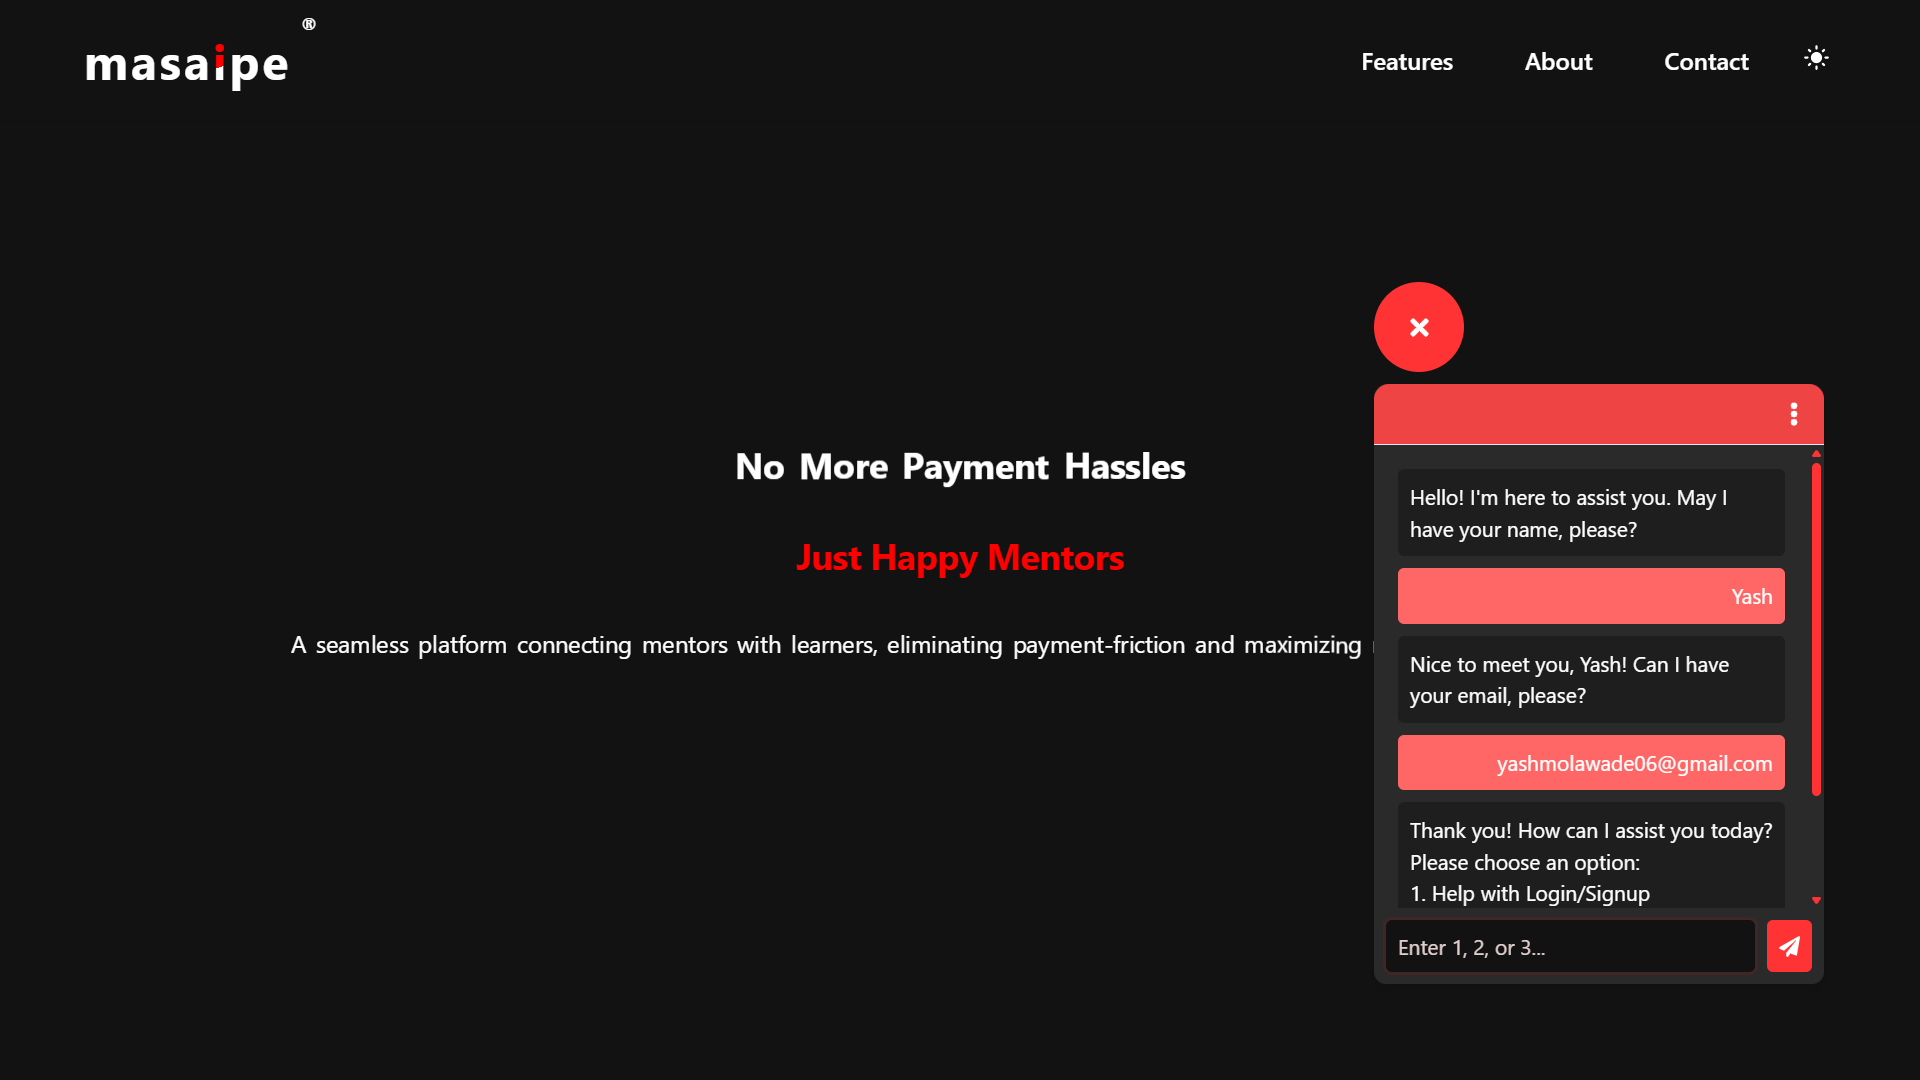 masaipe ®
Features
About
Contact
No More Payment Hassles
Just Happy Mentors
A seamless platform connecting mentors with learners, eliminating payment-friction and maximizing
Hello! I'm here to assist you. May I
have your name, please?
Yash
Nice to meet you, Yash! Can I have
your email, please?
yashmolawade06@gmail.com
Thank you! How can I assist you today?
Please choose an option:
1. Help with Login/Signup
Enter 1, 2, or 3...